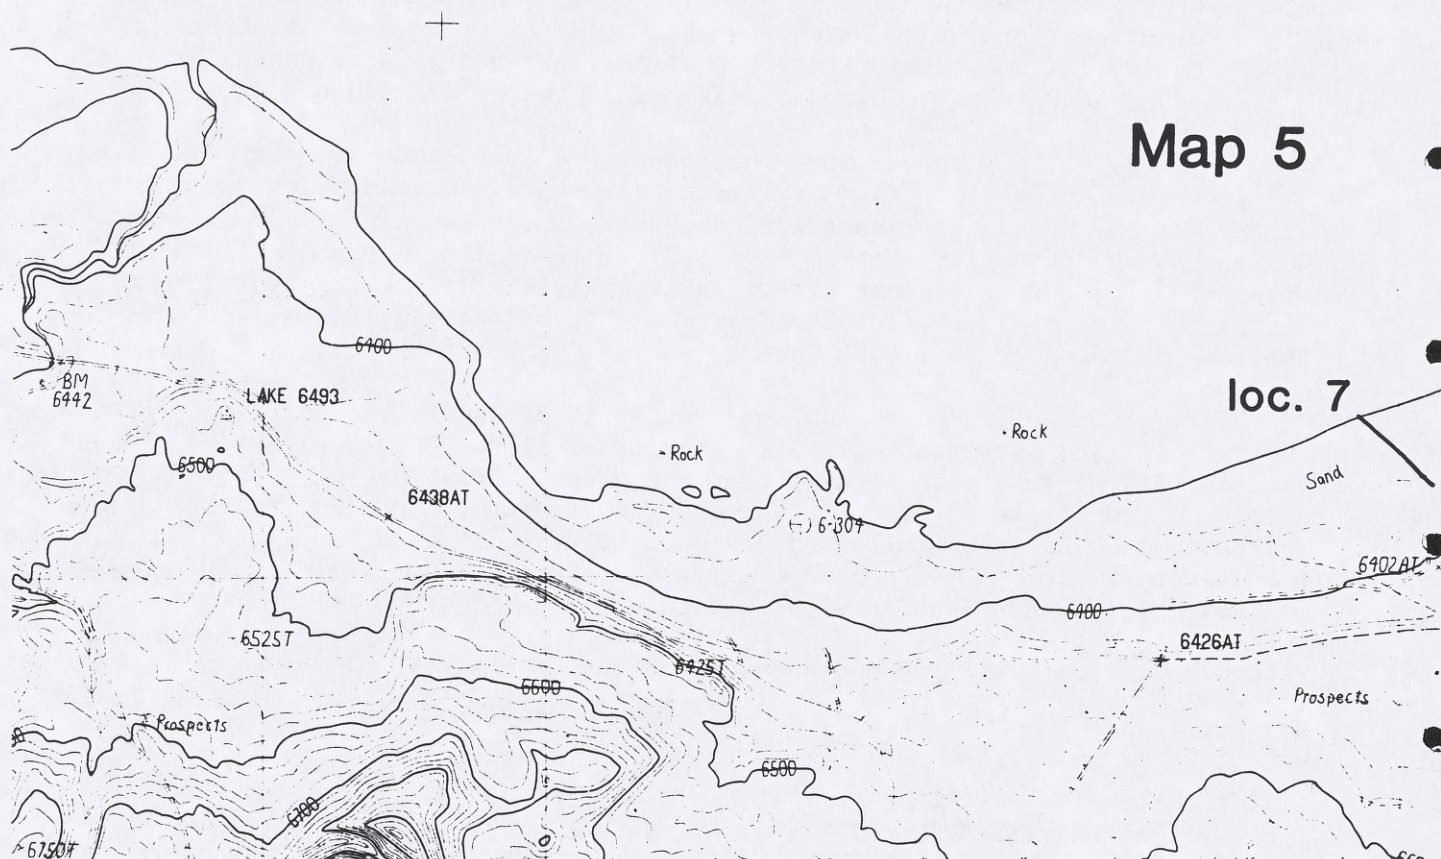 Map 5
6400
loc. 7
BM
6442
LAKE 6493
Rock
Rock
Sand
6500
6438AT
6-304
6402AT
6400
6525T
6426AT
6425T
6600
Prospects
Prospects
6500
6700
6750T